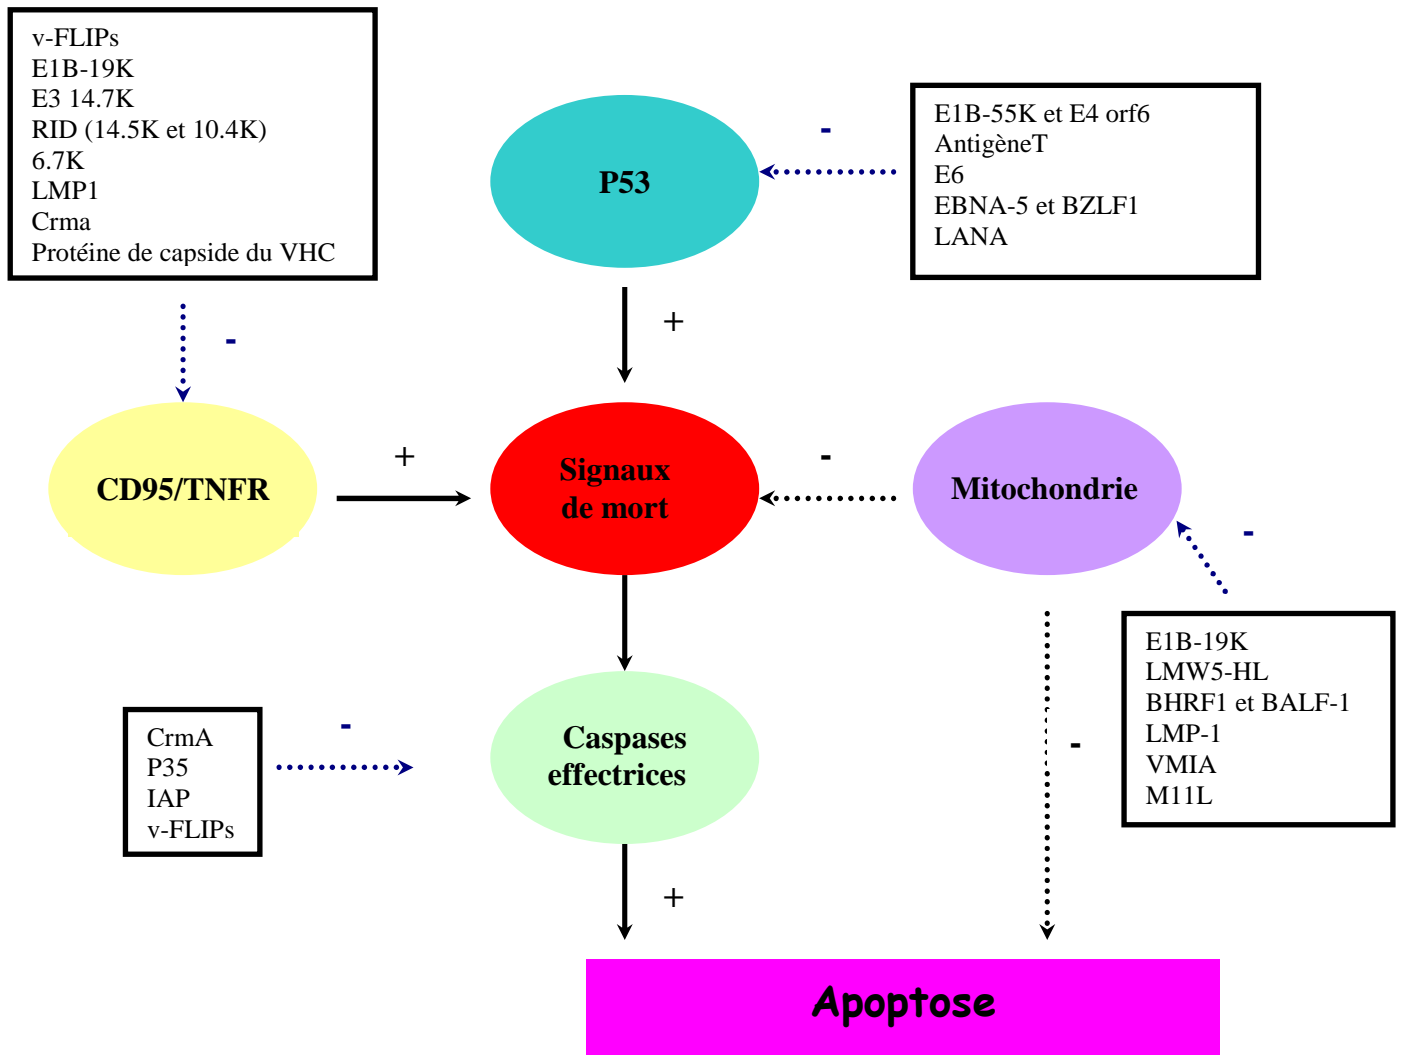 v-FLIPs
E1B-19K
E3 14.7K
RID (14.5K et 10.4K)
6.7K
LMP1
Crma
Protéine de capside du VHC
P53
-
E1B-55K et E4 orf6
AntigèneT
E6
EBNA-5 et BZLF1
LANA
-
+
CD95/TNFR
+
Signaux
de mort
-
Mitochondrie
-
E1B-19K
LMW5-HL
BHRF1 et BALF-1
LMP-1
VMIA
M11L
CrmA
P35
IAP
v-FLIPs
-
Caspases
effectrices
-
+
Apoptose